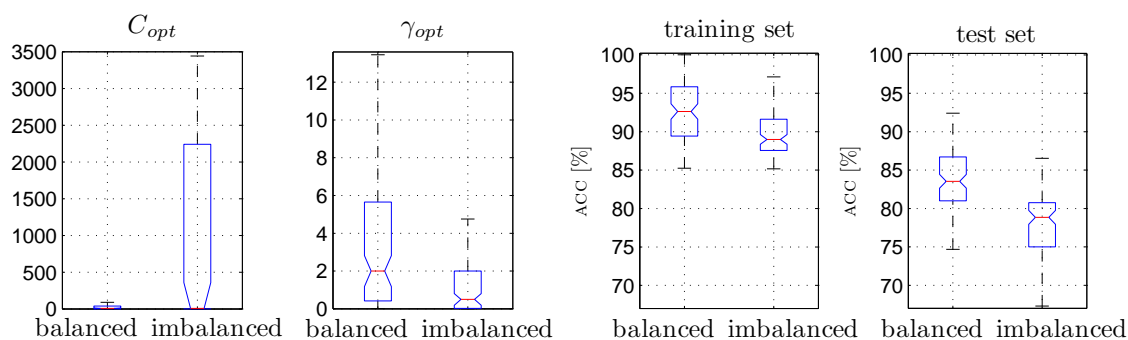 C_opt
3500
3000
2500
2000
1500
1000
500
0
balanced imbalanced
γ_opt
12
10
8
6
4
2
0
balanced imbalanced
training set
ACC [%]
100
95
90
85
80
75
70
balanced imbalanced
test set
ACC [%]
100
95
90
85
80
75
70
balanced imbalanced